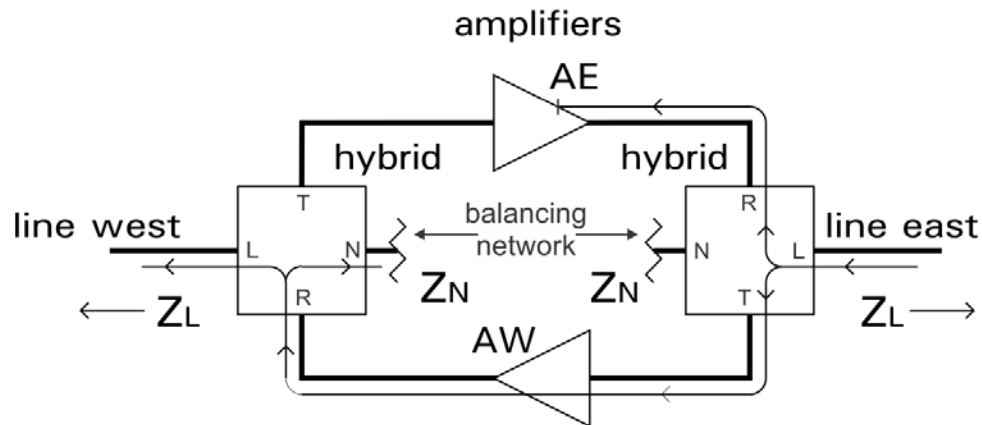 amplifiers
AE
hybrid
hybrid
T
R
line west
balancing
network
line east
L
N
N
L
R
ZN
ZN
T
ZL
ZL
AW